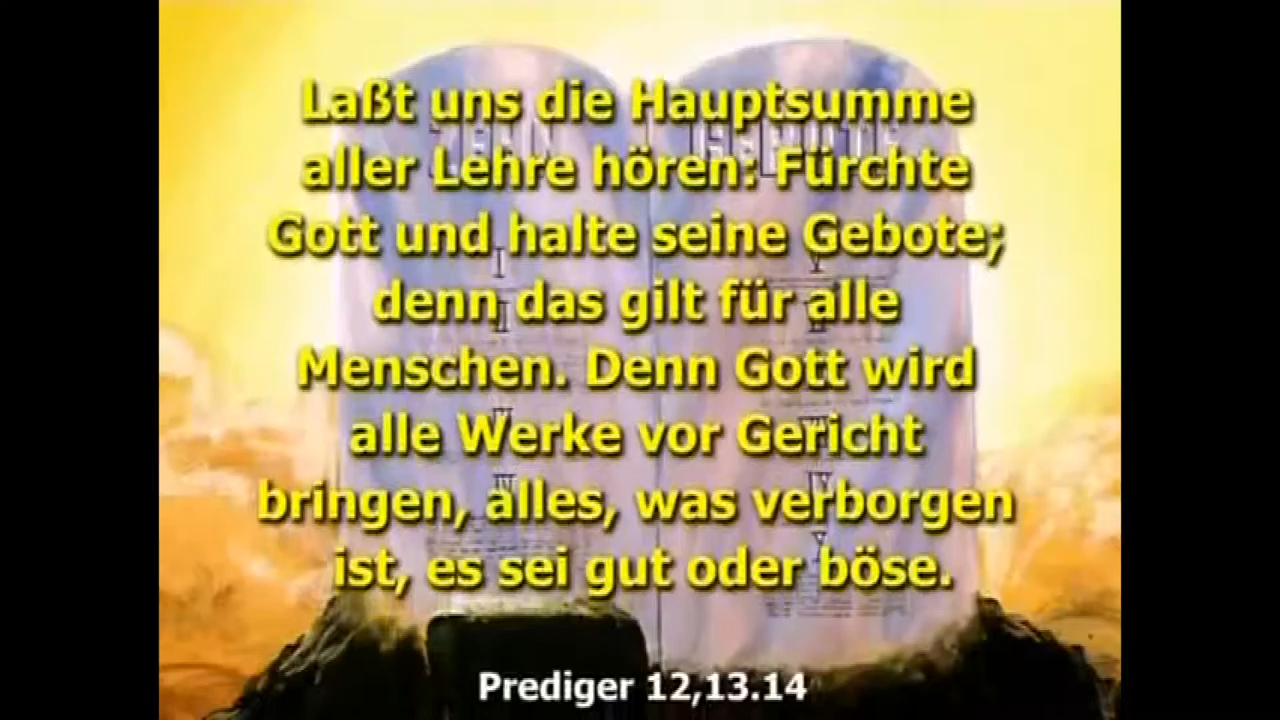 Laßt uns die Hauptsumme
aller Lehre hören: Fürchte
Gott und halte seine Gebote;
denn das gilt für alle
Menschen. Denn Gott wird
alle Werke vor Gericht
bringen, alles, was verborgen
ist, es sei gut oder böse.
Prediger 12,13.14